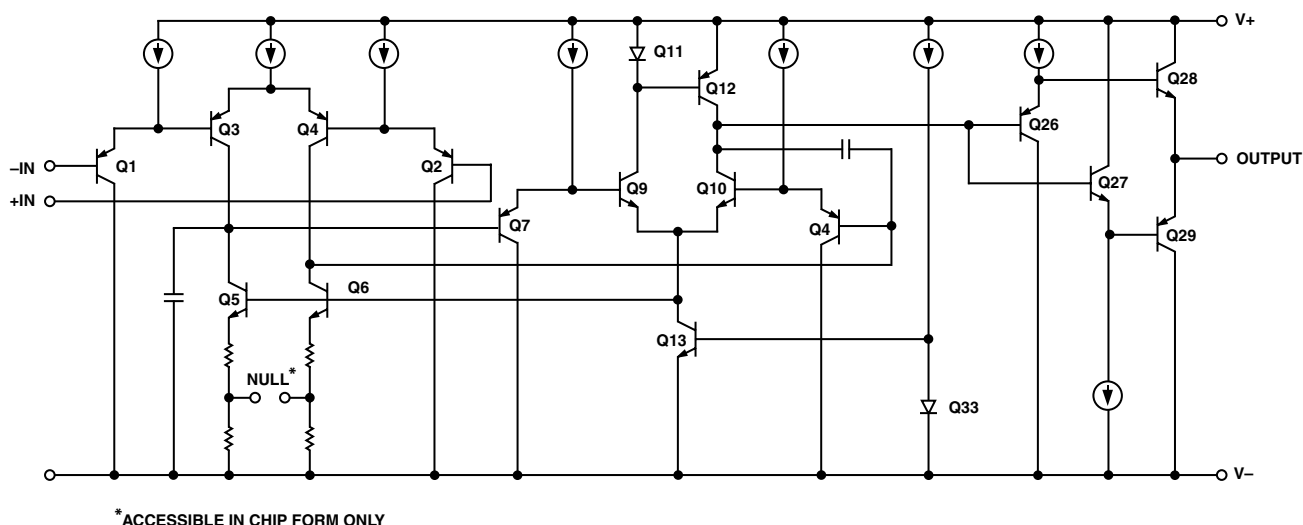 V+
Q11
Q12
Q28
Q3
Q4
Q26
–IN
Q1
Q2
OUTPUT
+IN
Q9
Q10
Q27
Q7
Q4
Q29
Q5
Q6
Q13
NULL*
Q33
V–
*ACCESSIBLE IN CHIP FORM ONLY